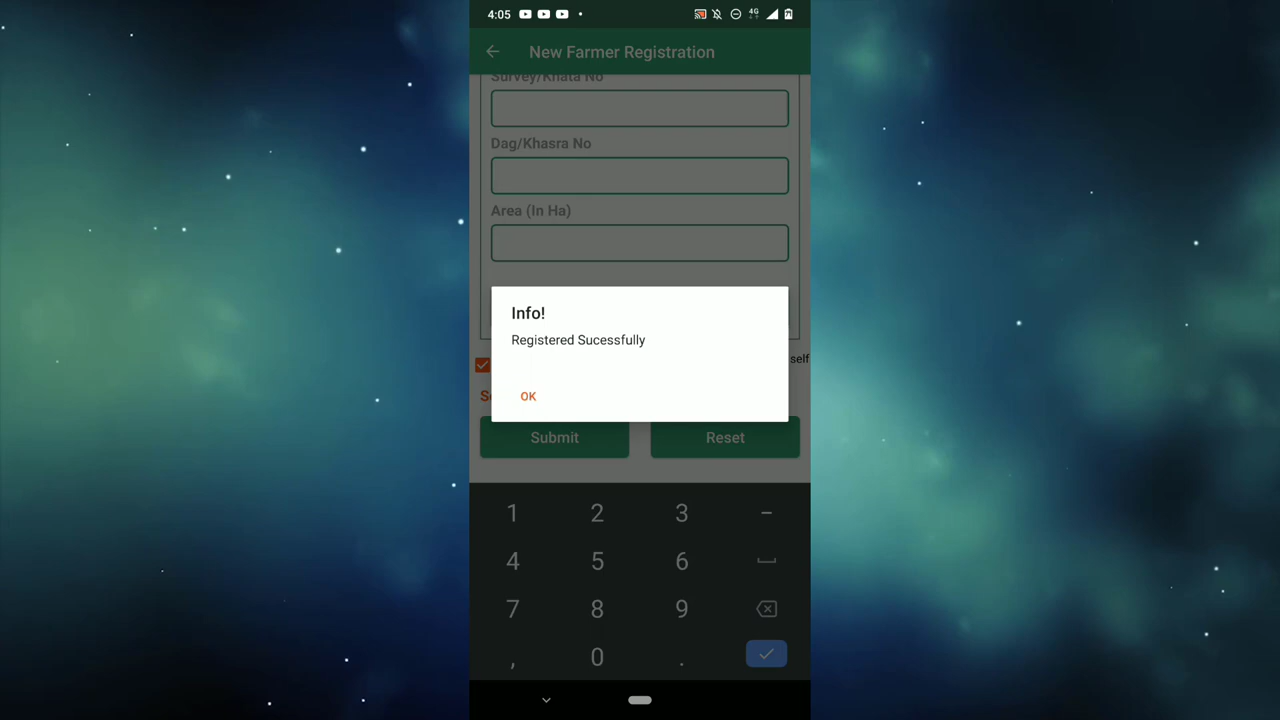 4:05
4G
New Farmer Registration
Survey/Khata No
Dag/Khasra No
Area (In Ha)
Info!
Registered Sucessfully
self
OK
Submit
Reset
1 2 3 –
4 5 6
7 8 9
, 0 .